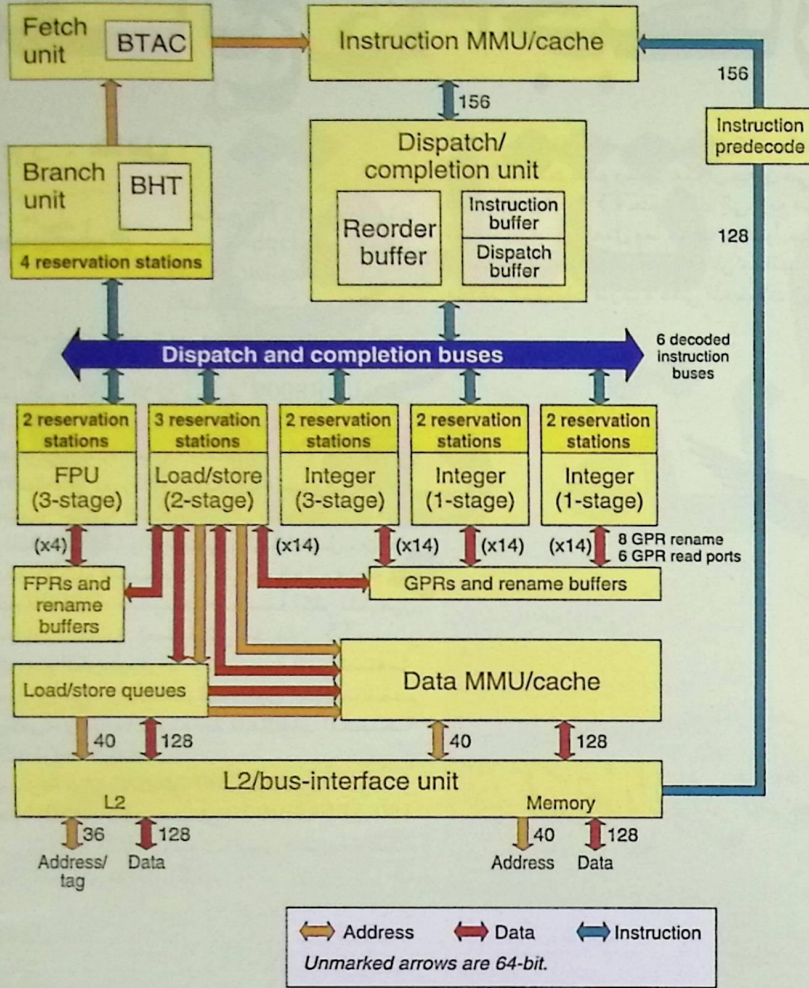 Fetch
unit
BTAC
Instruction MMU/cache
156
156
Instruction
predecode
128
Branch
unit
BHT
4 reservation stations
Dispatch/
completion unit
Reorder
buffer
Instruction
buffer
Dispatch
buffer
Dispatch and completion buses
6 decoded
instruction
buses
2 reservation
stations
FPU
(3-stage)
3 reservation
stations
Load/store
(2-stage)
2 reservation
stations
Integer
(3-stage)
2 reservation
stations
Integer
(1-stage)
2 reservation
stations
Integer
(1-stage)
(x4)
(x14)
(x14)
(x14)
(x14)
8 GPR rename
6 GPR read ports
FPRs and
rename
buffers
GPRs and rename buffers
Load/store queues
Data MMU/cache
40
128
40
128
L2/bus-interface unit
L2
Memory
36
128
40
128
Address/
tag
Data
Address
Data
Address
Data
Instruction
Unmarked arrows are 64-bit.